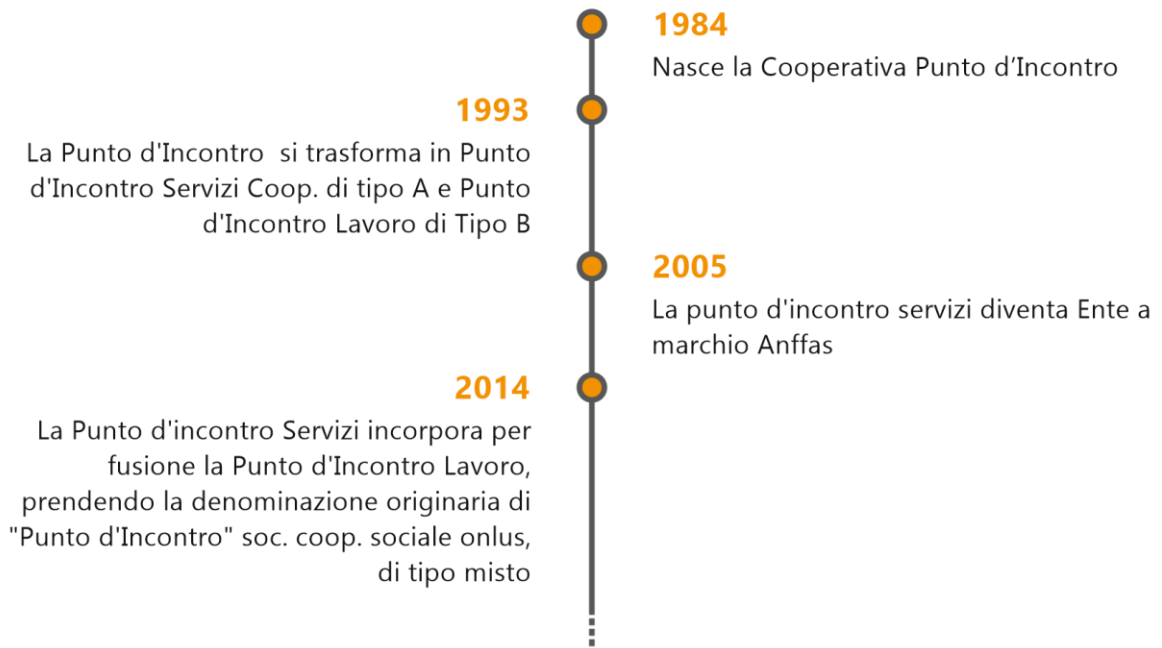 1984
Nasce la Cooperativa Punto d’Incontro
1993
La Punto d'Incontro  si trasforma in Punto
d'Incontro Servizi Coop. di tipo A e Punto
d'Incontro Lavoro di Tipo B
2005
La punto d'incontro servizi diventa Ente a
marchio Anffas
2014
La Punto d'incontro Servizi incorpora per
fusione la Punto d'Incontro Lavoro,
prendendo la denominazione originaria di
"Punto d'Incontro" soc. coop. sociale onlus,
di tipo misto